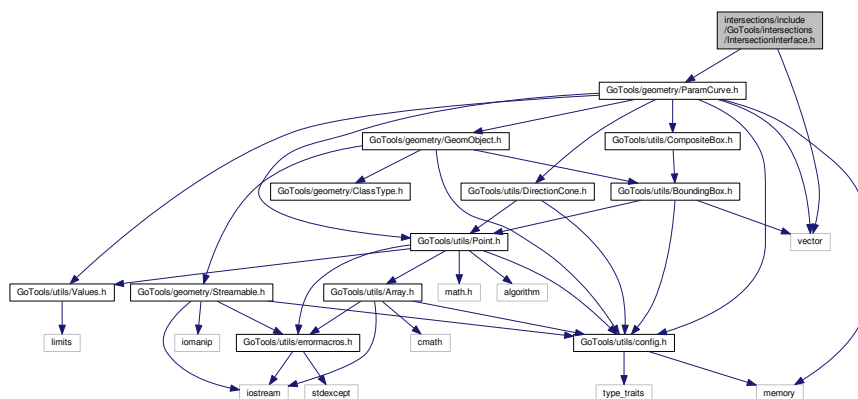 intersections/include
/GoTools/intersections
/IntersectionInterface.h
GoTools/geometry/ParamCurve.h
GoTools/geometry/GeomObject.h
GoTools/utils/CompositeBox.h
GoTools/geometry/ClassType.h
GoTools/utils/DirectionCone.h
GoTools/utils/BoundingBox.h
GoTools/utils/Point.h
vector
GoTools/utils/Values.h
GoTools/geometry/Streamable.h
GoTools/utils/Array.h
math.h
algorithm
limits
iomanip
GoTools/utils/errormacros.h
cmath
GoTools/utils/config.h
iostream
stdexcept
type_traits
memory